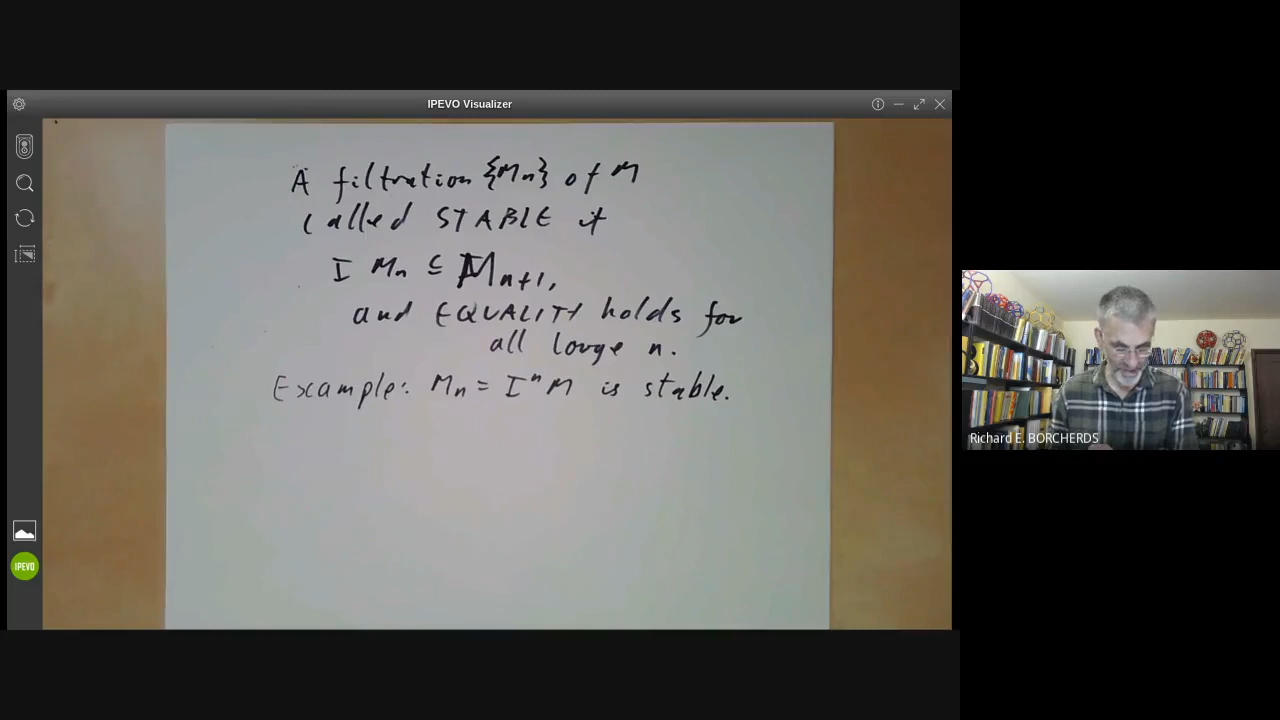 IPEVO Visualizer
A filtration {Mn} of M
called STABLE if
I Mn ⊆ Mn+1,
and EQUALITY holds for
all large n.
Example: Mn = IⁿM is stable.
IPEVO
Richard E. BORCHERDS